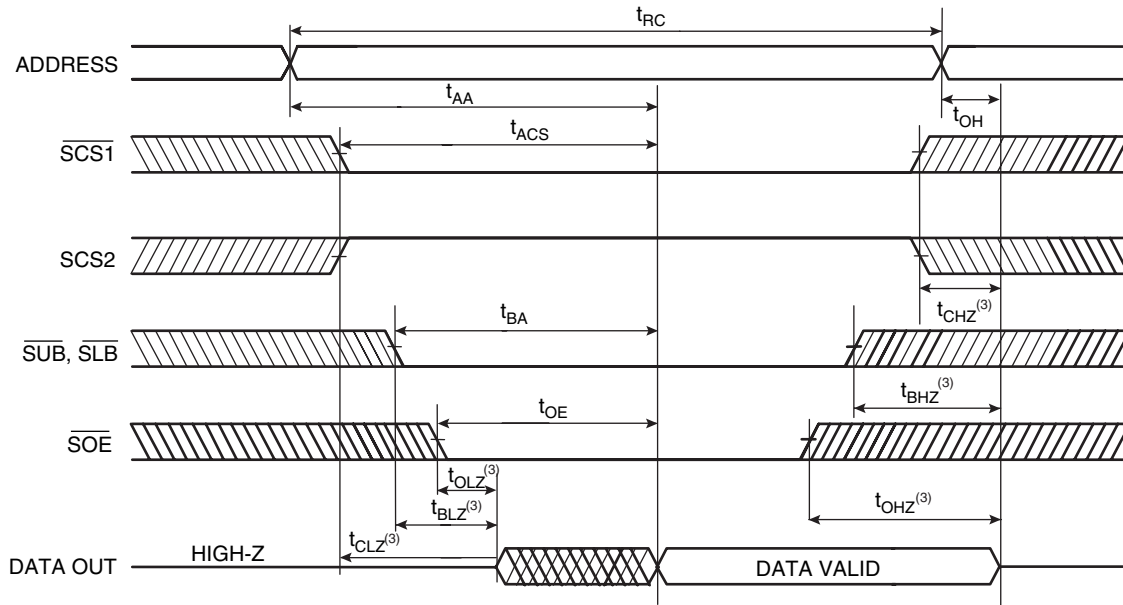 tRC
ADDRESS
tAA
tOH
tACS
SCS1
SCS2
tCHZ(3)
tBA
SUB, SLB
tBHZ(3)
tOE
SOE
tOLZ(3)
tOHZ(3)
tBLZ(3)
tCLZ(3)
HIGH-Z
DATA OUT
DATA VALID